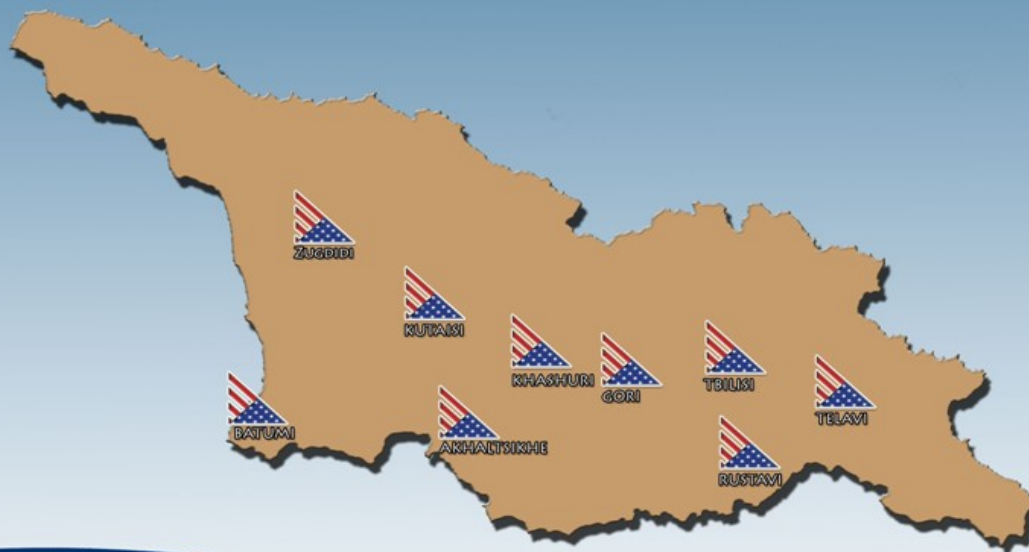 ZUGDIDI
KUTAISI
KHASHURI
GORI
TBILISI
TELAVI
BATUMI
AKHALTSIKHE
RUSTAVI